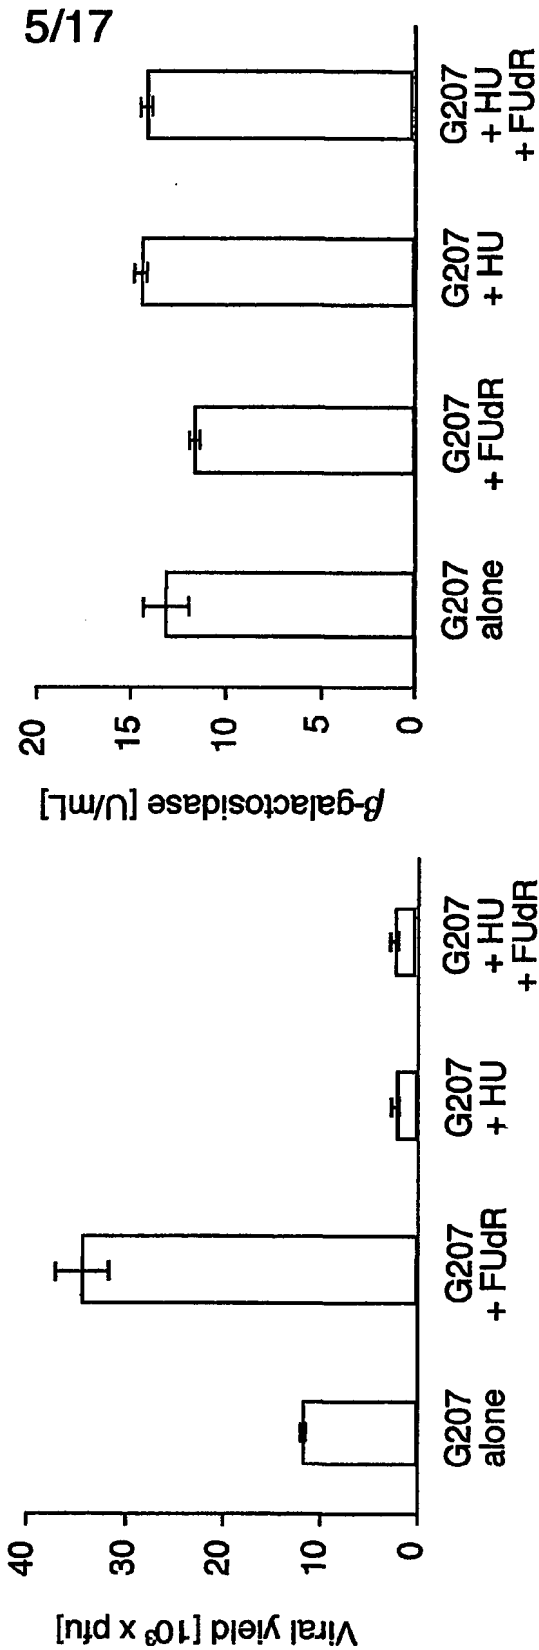 5/17
20
15
10
5
0
β-galactosidase [U/mL]
G207
alone
G207
+ FUdR
G207
+ HU
G207
+ HU
+ FUdR
40
30
20
10
0
Viral yield [10³ x pfu]
G207
alone
G207
+ FUdR
G207
+ HU
G207
+ HU
+ FUdR